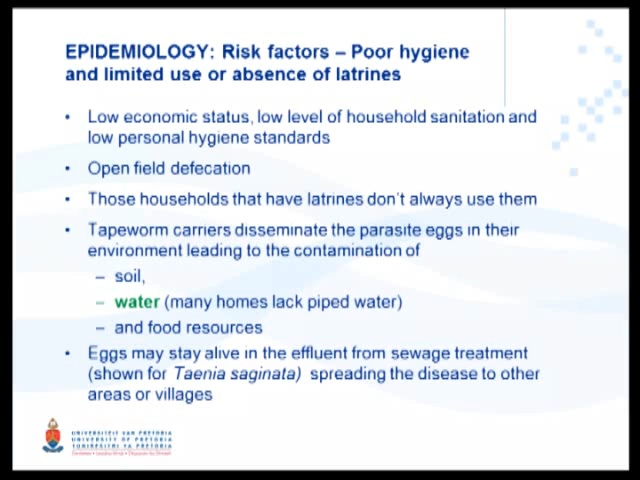 EPIDEMIOLOGY: Risk factors – Poor hygiene
and limited use or absence of latrines
• Low economic status, low level of household sanitation and
low personal hygiene standards
• Open field defecation
• Those households that have latrines don't always use them
• Tapeworm carriers disseminate the parasite eggs in their
environment leading to the contamination of
– soil,
– water (many homes lack piped water)
– and food resources
• Eggs may stay alive in the effluent from sewage treatment
(shown for Taenia saginata) spreading the disease to other
areas or villages
UNIVERSITEIT VAN PRETORIA
UNIVERSITY OF PRETORIA
YUNIBESITHI YA PRETORIA